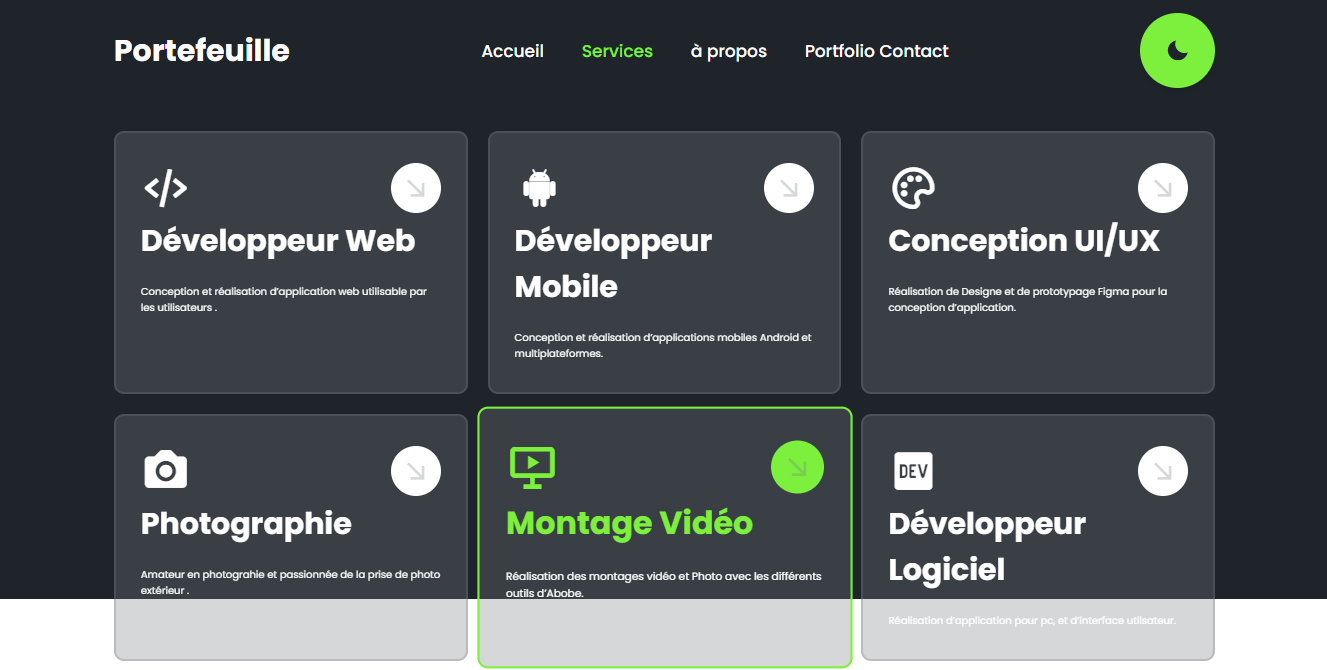 Portefeuille
Accueil Services à propos Portfolio Contact
Développeur Web
Conception et réalisation d'application web utilisable par
les utilisateurs .
Développeur
Mobile
Conception et réalisation d'applications mobiles Android et
multiplateformes.
Conception UI/UX
Réalisation de Designe et de prototypage Figma pour la
conception d'application.
Photographie
Amateur en photograhie et passionnée de la prise de photo
extérieur .
Montage Vidéo
Réalisation des montages vidéo et Photo avec les différents
outils d'Abobe.
DEV
Développeur
Logiciel
Réalisation d'application pour pc, et d'interface utilsateur.